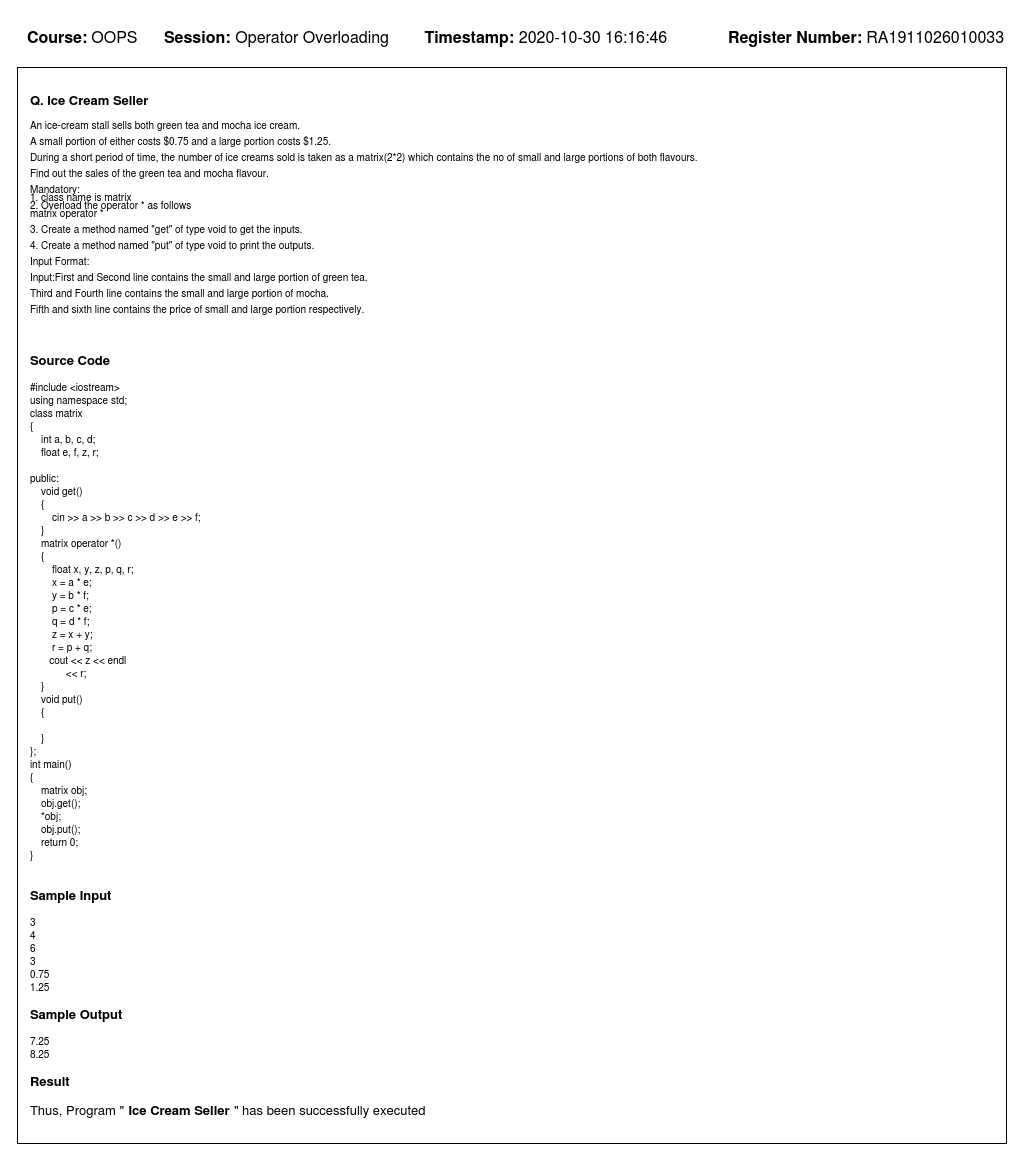 Course: OOPS Session: Operator Overloading Timestamp: 2020-10-30 16:16:46 Register Number: RA1911026010033
Q. Ice Cream Seller
An ice-cream stall sells both green tea and mocha ice cream.
A small portion of either costs $0.75 and a large portion costs $1.25.
During a short period of time, the number of ice creams sold is taken as a matrix(2*2) which contains the no of small and large portions of both flavours.
Find out the sales of the green tea and mocha flavour.
Mandatory:
1. class name is matrix
2. Overload the operator * as follows
matrix operator *
3. Create a method named "get" of type void to get the inputs.
4. Create a method named "put" of type void to print the outputs.
Input Format:
Input:First and Second line contains the small and large portion of green tea.
Third and Fourth line contains the small and large portion of mocha.
Fifth and sixth line contains the price of small and large portion respectively.
Source Code
#include <iostream>
using namespace std;
class matrix
{
    int a, b, c, d;
    float e, f, z, r;
public:
    void get()
    {
        cin >> a >> b >> c >> d >> e >> f;
    }
    matrix operator *()
    {
        float x, y, z, p, q, r;
        x = a * e;
        y = b * f;
        p = c * e;
        q = d * f;
        z = x + y;
        r = p + q;
       cout << z << endl
             << r;
    }
    void put()
    {
    }
};
int main()
{
    matrix obj;
    obj.get();
    *obj;
    obj.put();
    return 0;
}
Sample Input
3
4
6
3
0.75
1.25
Sample Output
7.25
8.25
Result
Thus, Program " Ice Cream Seller " has been successfully executed